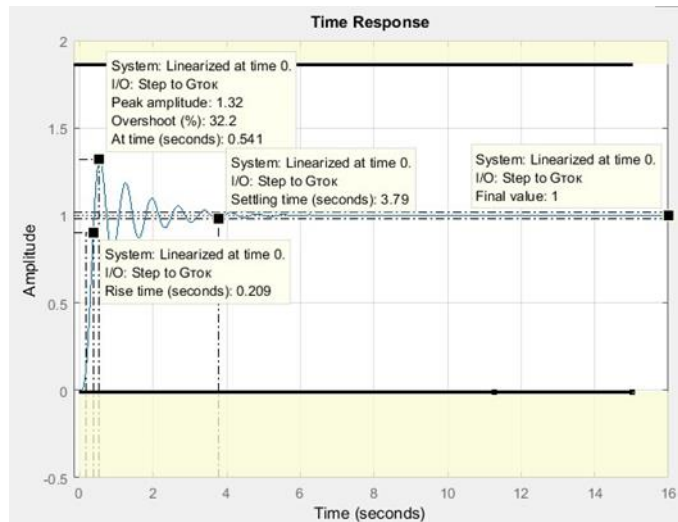 Time Response
System: Linearized at time 0.
I/O: Step to Gток
Peak amplitude: 1.32
Overshoot (%): 32.2
At time (seconds): 0.541
System: Linearized at time 0.
I/O: Step to Gток
Settling time (seconds): 3.79
System: Linearized at time 0.
I/O: Step to Gток
Final value: 1
System: Linearized at time 0.
I/O: Step to Gток
Rise time (seconds): 0.209
Amplitude
2
1.5
1
0.5
0
-0.5
0 2 4 6 8 10 12 14 16
Time (seconds)